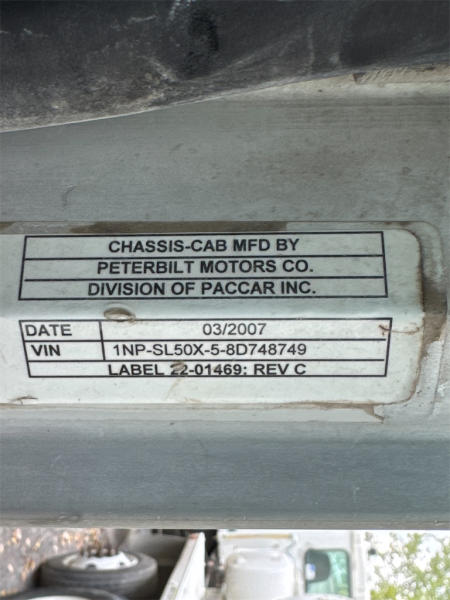 CHASSIS-CAB MFD BY
PETERBILT MOTORS CO.
DIVISION OF PACCAR INC.
DATE 03/2007
VIN 1NP-SL50X-5-8D748749
LABEL 22-01469: REV C